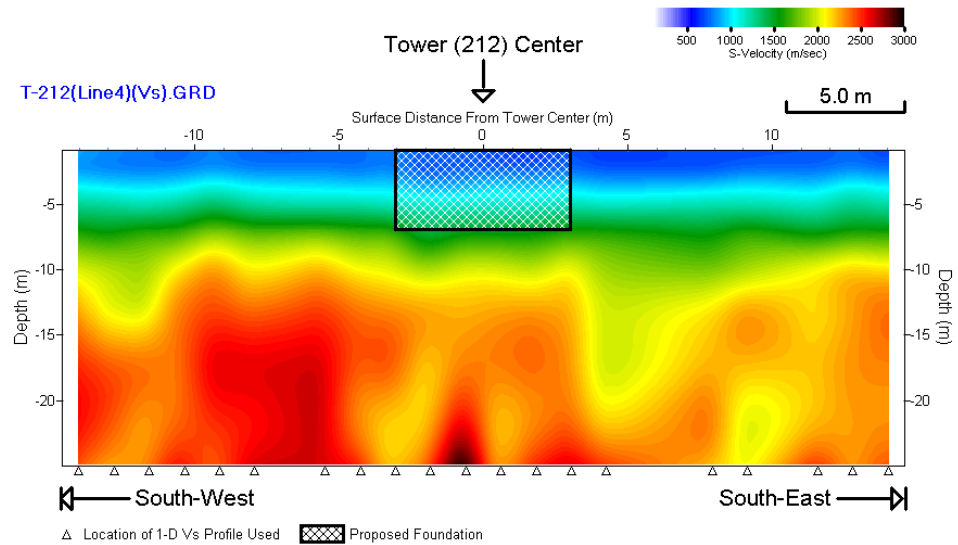 500 1000 1500 2000 2500 3000
S-Velocity (m/sec)
Tower (212) Center
T-212(Line4)(Vs).GRD
5.0 m
Surface Distance From Tower Center (m)
-10 -5 0 5 10
-5 -5
-10 -10
-15 -15
-20 -20
Depth (m)
Depth (m)
South-West South-East
Location of 1-D Vs Profile Used Proposed Foundation